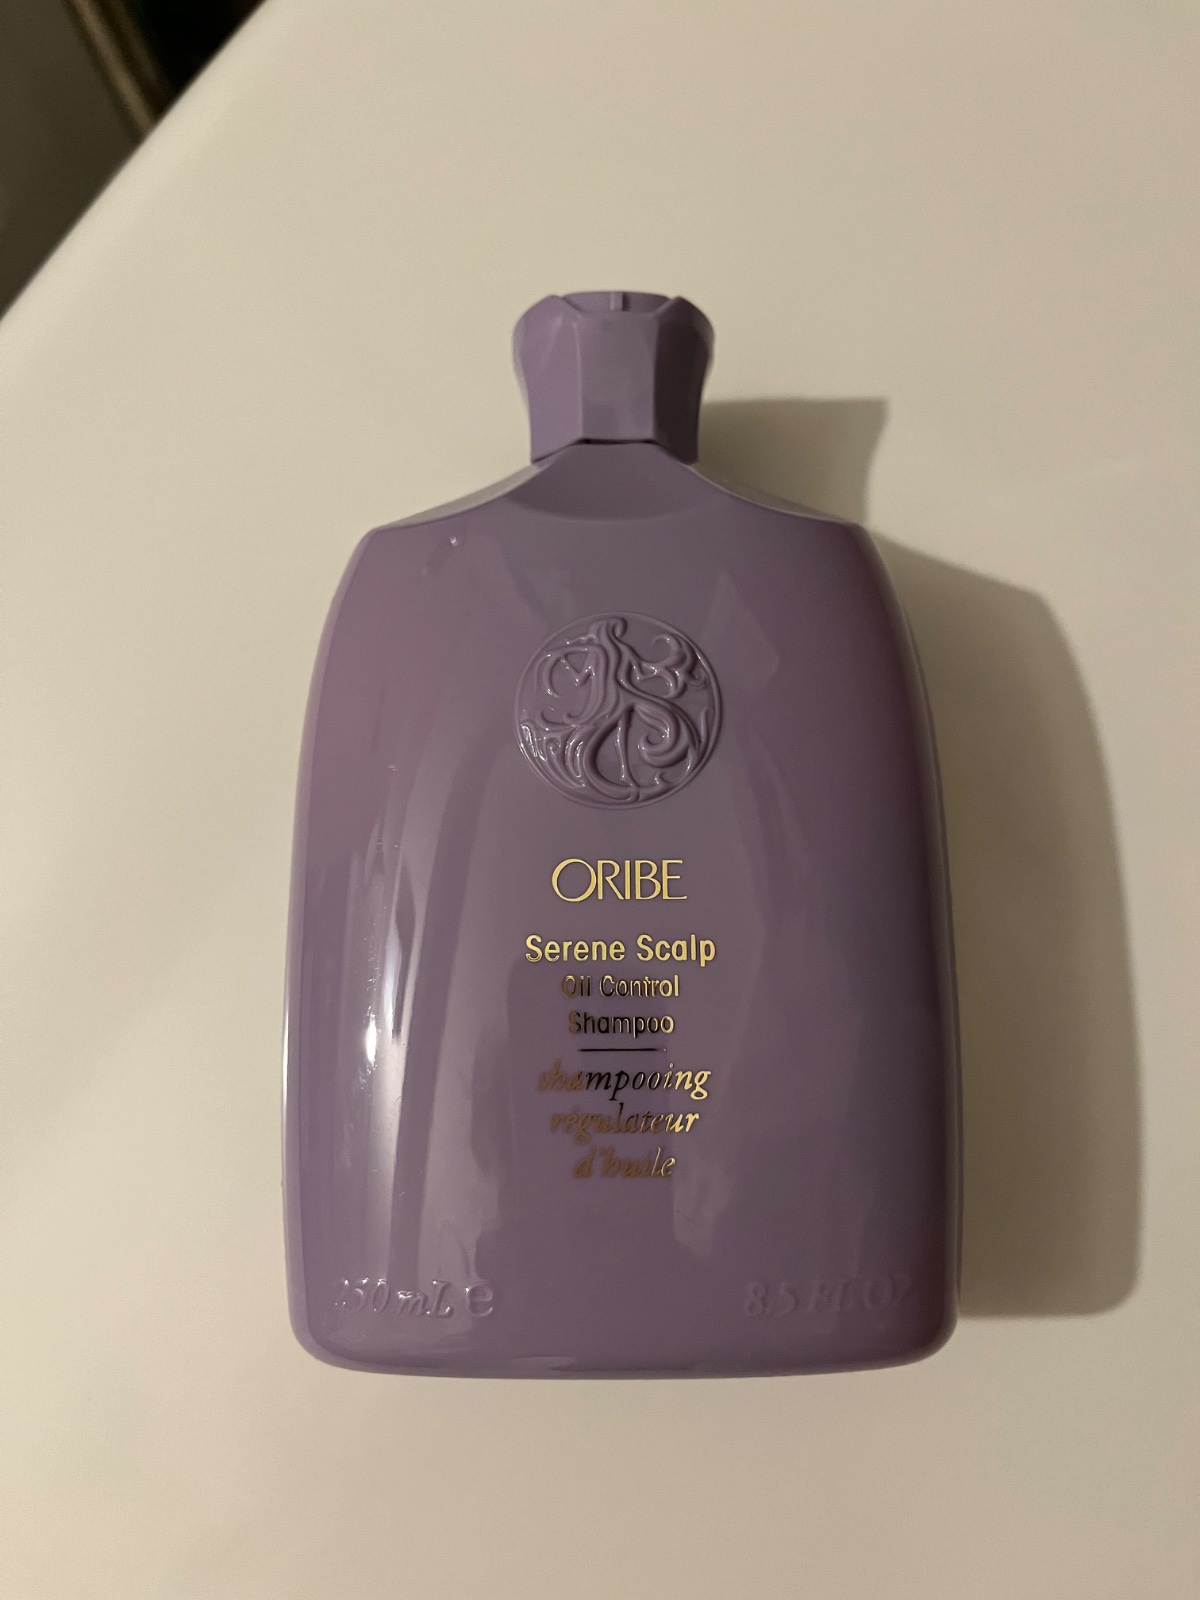 ORIBE
Serene Scalp
Oil Control
Shampoo
shampooing
régulateur
d'huile
250 mL e
8.5 Fl Oz